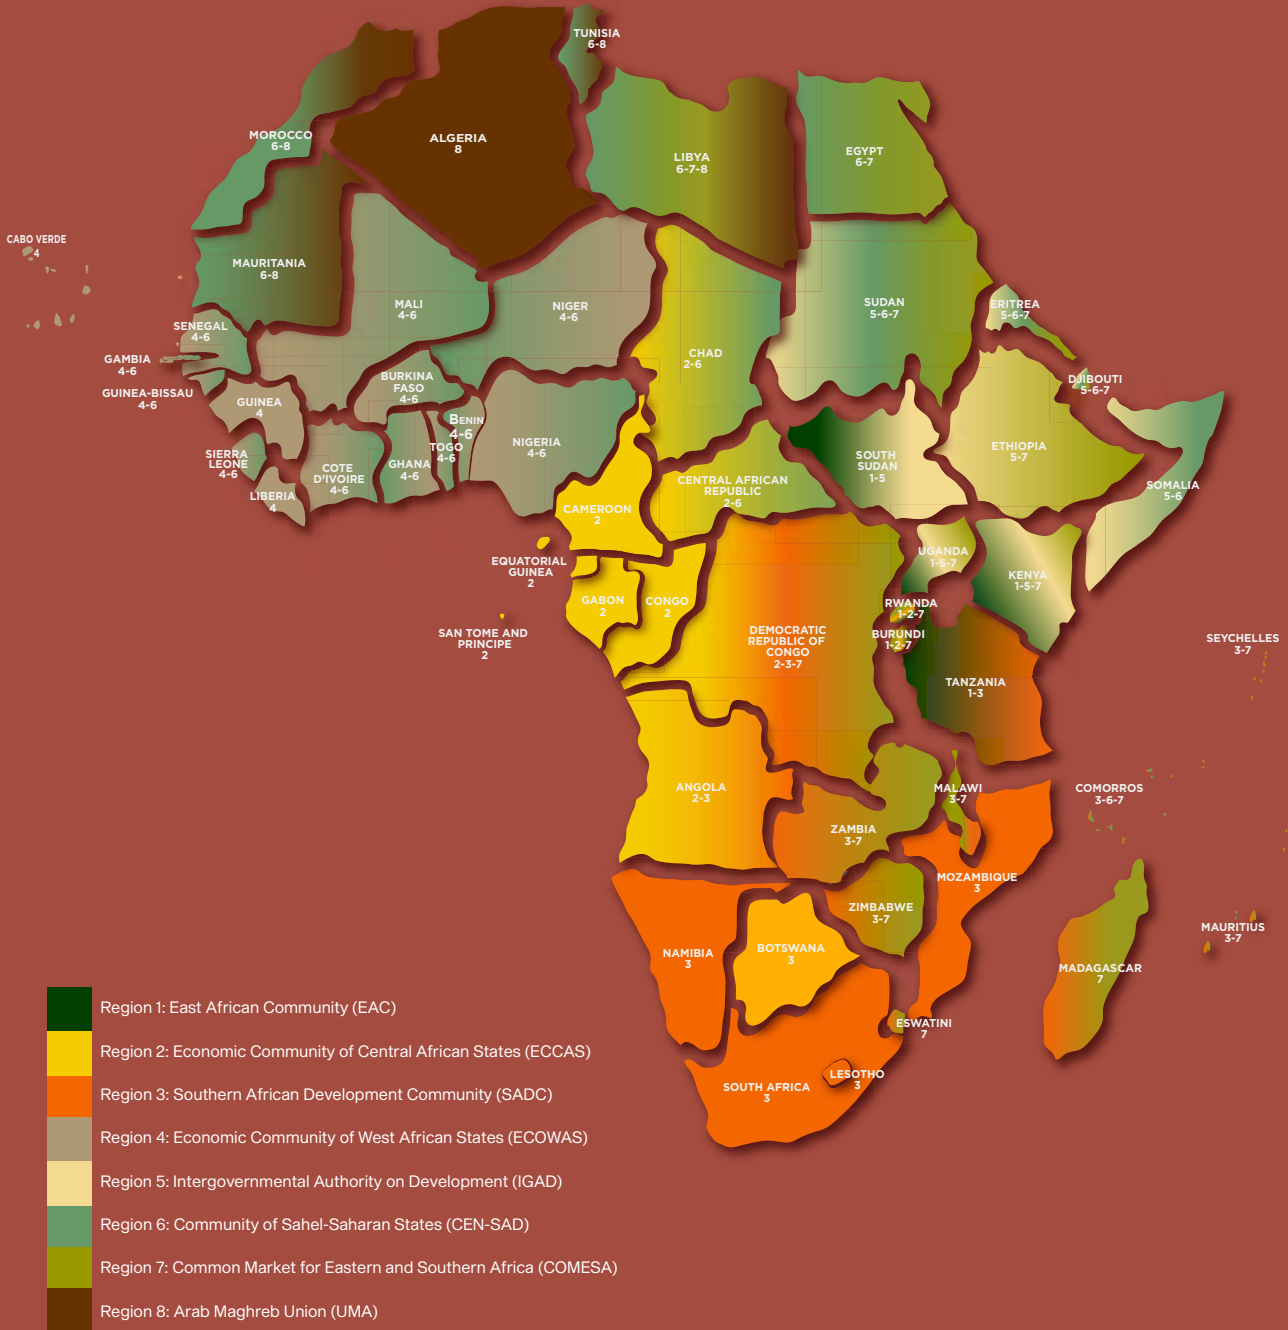 TUNISIA
6-8
MOROCCO
6-8
ALGERIA
8
LIBYA
6-7-8
EGYPT
6-7
CABO VERDE
4
MAURITANIA
6-8
MALI
4-6
NIGER
4-6
SUDAN
5-6-7
ERITREA
5-6-7
SENEGAL
4-6
CHAD
2-6
GAMBIA
4-6
GUINEA-BISSAU
4-6
BURKINA
FASO
4-6
DJIBOUTI
5-6-7
GUINEA
4
BENIN
4-6
TOGO
4-6
NIGERIA
4-6
SIERRA
LEONE
4-6
COTE
D'IVOIRE
4-6
GHANA
4-6
SOUTH
SUDAN
1-5
ETHIOPIA
5-7
LIBERIA
4
CENTRAL AFRICAN
REPUBLIC
2-6
SOMALIA
5-6
CAMEROON
2
EQUATORIAL
GUINEA
2
UGANDA
1-5-7
KENYA
1-5-7
GABON
2
CONGO
2
RWANDA
1-2-7
SAN TOME AND
PRINCIPE
2
DEMOCRATIC
REPUBLIC OF
CONGO
2-3-7
BURUNDI
1-2-7
SEYCHELLES
3-7
TANZANIA
1-3
ANGOLA
2-3
MALAWI
3-7
COMORROS
3-6-7
ZAMBIA
3-7
MOZAMBIQUE
3
ZIMBABWE
3-7
MAURITIUS
3-7
NAMIBIA
3
BOTSWANA
3
MADAGASCAR
7
ESWATINI
7
LESOTHO
3
SOUTH AFRICA
3
Region 1: East African Community (EAC)
Region 2: Economic Community of Central African States (ECCAS)
Region 3: Southern African Development Community (SADC)
Region 4: Economic Community of West African States (ECOWAS)
Region 5: Intergovernmental Authority on Development (IGAD)
Region 6: Community of Sahel-Saharan States (CEN-SAD)
Region 7: Common Market for Eastern and Southern Africa (COMESA)
Region 8: Arab Maghreb Union (UMA)